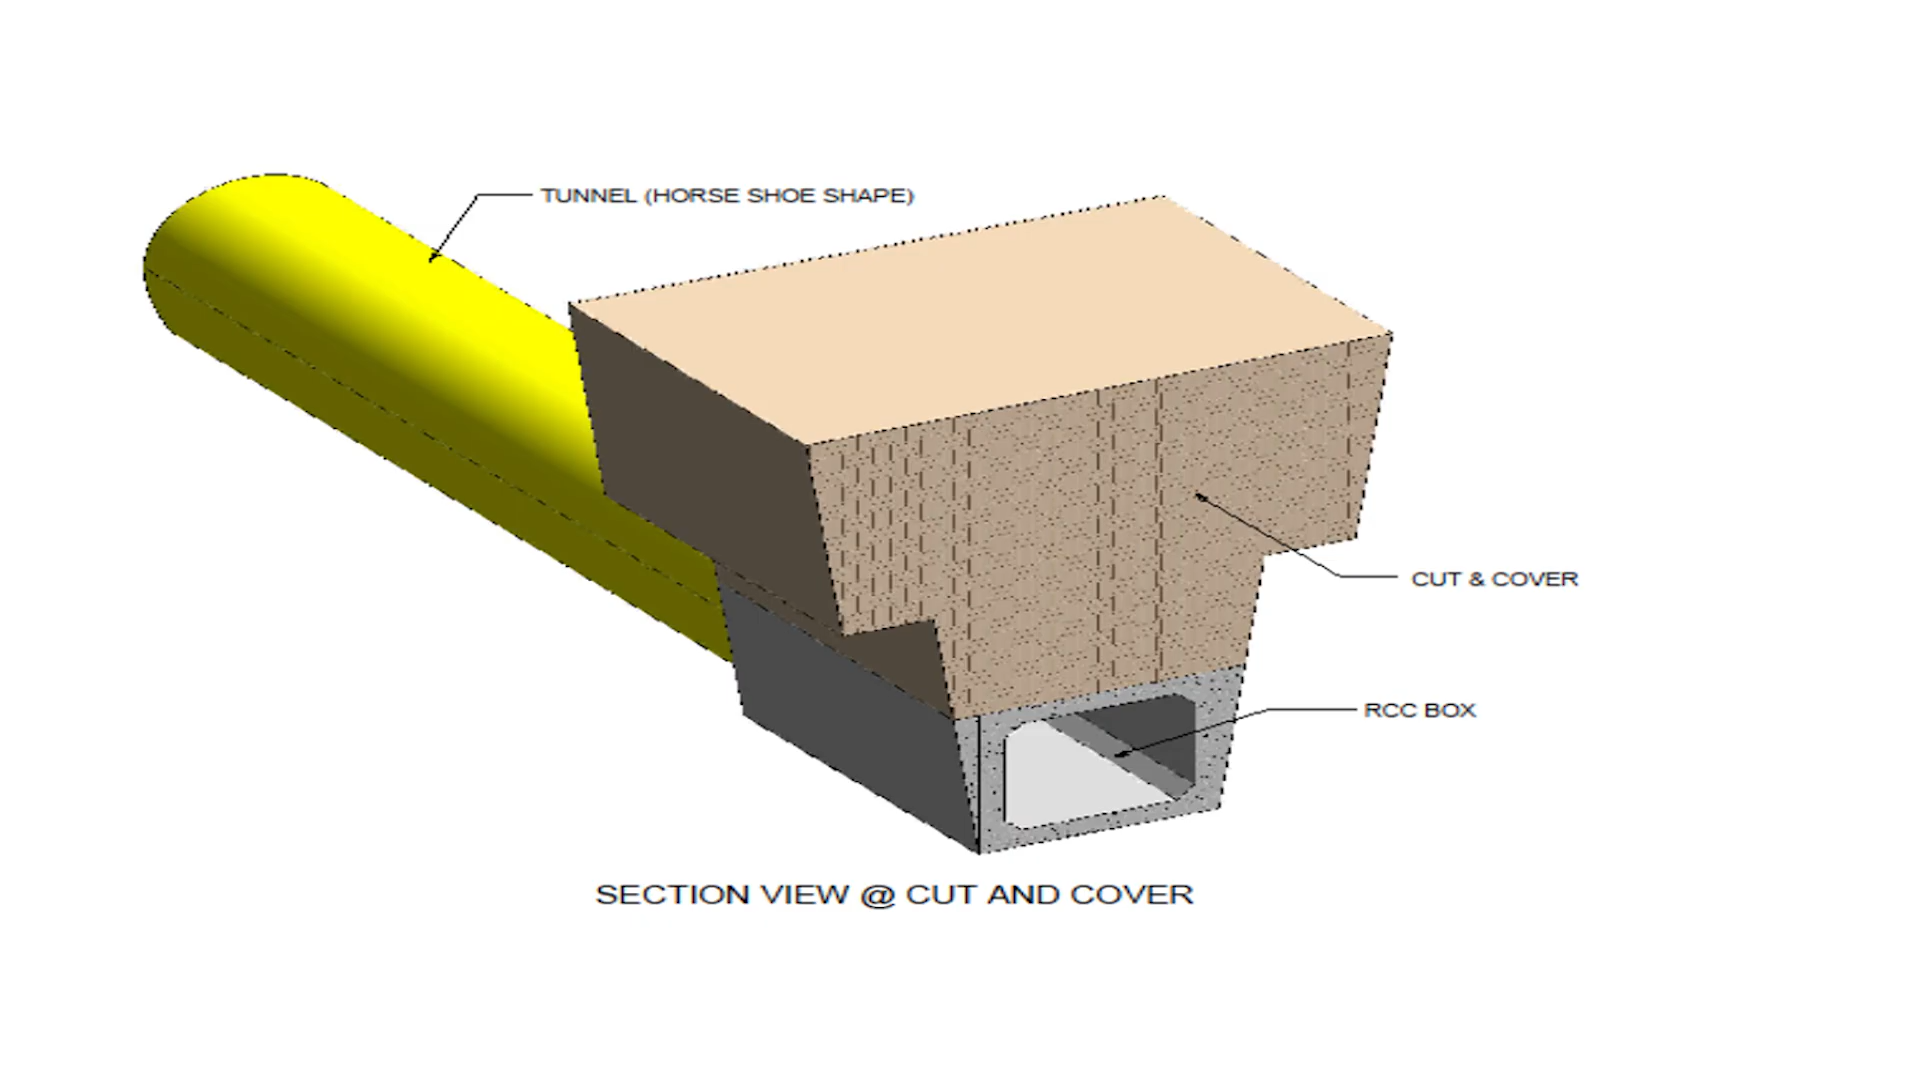 TUNNEL (HORSE SHOE SHAPE)
CUT & COVER
RCC BOX
SECTION VIEW @ CUT AND COVER